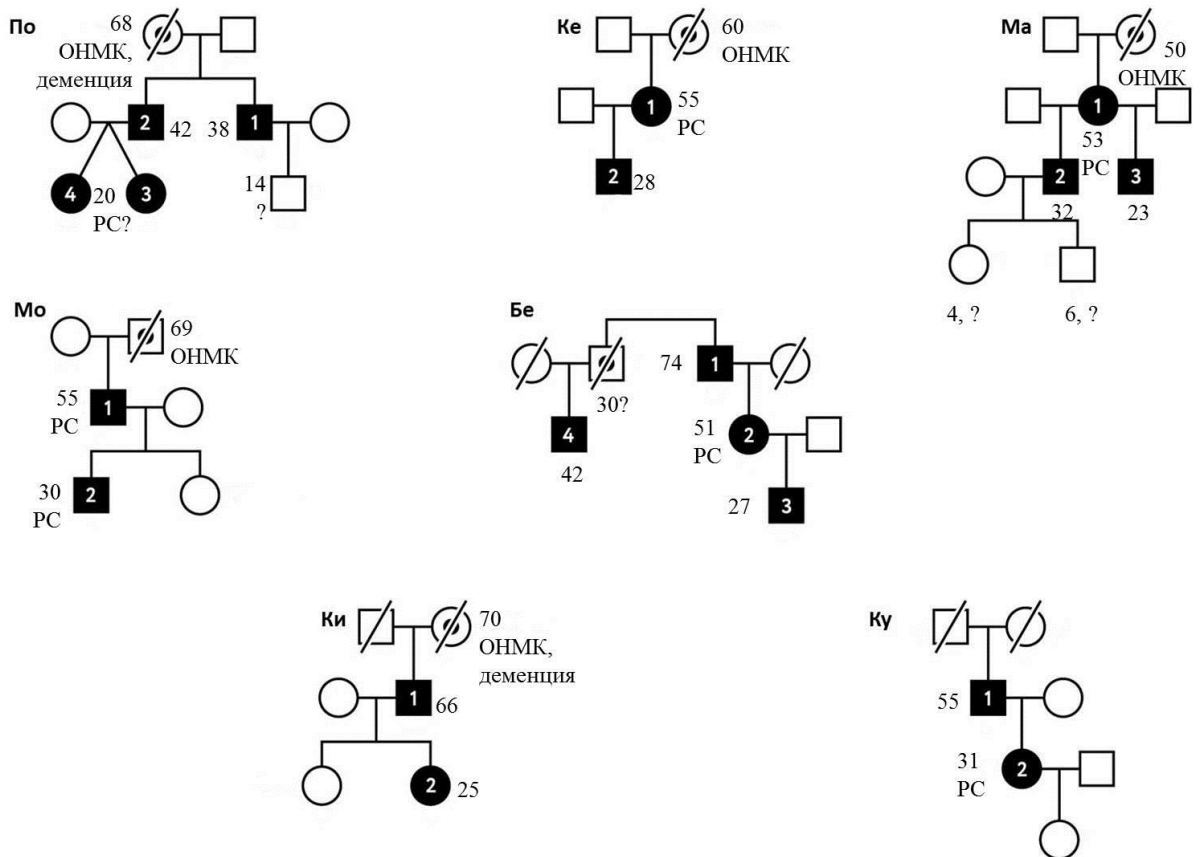 По
68
ОНМК,
деменция
2
42
38
1
4
20
РС?
3
14
?
Ке
60
ОНМК
1
55
РС
2
28
Ма
50
ОНМК
1
53
РС
2
32
3
23
4, ?
6, ?
Мо
69
ОНМК
55
РС
1
30
РС
2
Бе
74
1
30?
4
42
51
РС
2
27
3
Ки
70
ОНМК,
деменция
1
66
2
25
Ку
55
1
31
РС
2